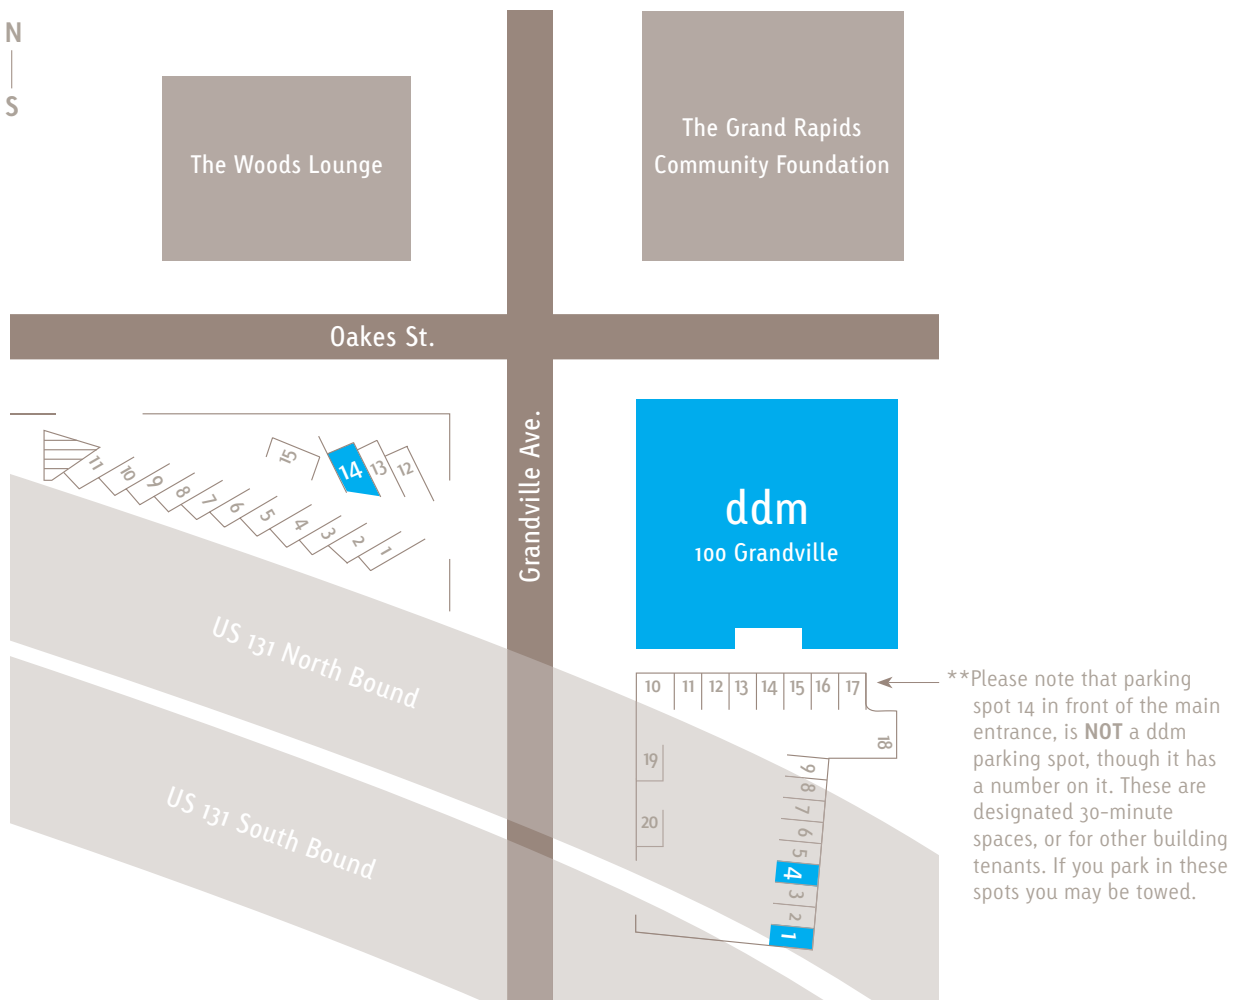 N
S
The Woods Lounge
The Grand Rapids
Community Foundation
Oakes St.
Grandville Ave.
15
14
13
12
11
10
9
8
7
6
5
4
3
2
1
ddm
100 Grandville
US 131 North Bound
US 131 South Bound
10 11 12 13 14 15 16 17
18
19
20
9
8
7
6
5
4
3
2
1
**Please note that parking
spot 14 in front of the main
entrance, is NOT a ddm
parking spot, though it has
a number on it. These are
designated 30-minute
spaces, or for other building
tenants. If you park in these
spots you may be towed.